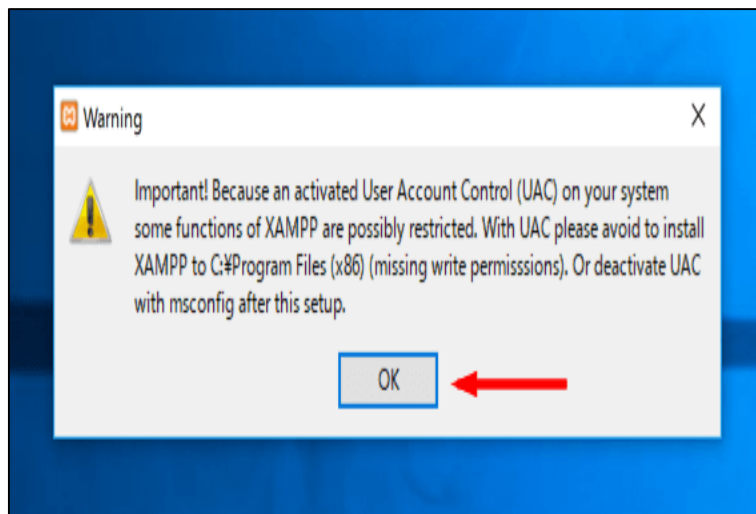 Warning
Important! Because an activated User Account Control (UAC) on your system
some functions of XAMPP are possibly restricted. With UAC please avoid to install
XAMPP to C:¥Program Files (x86) (missing write permisssions). Or deactivate UAC
with msconfig after this setup.
OK